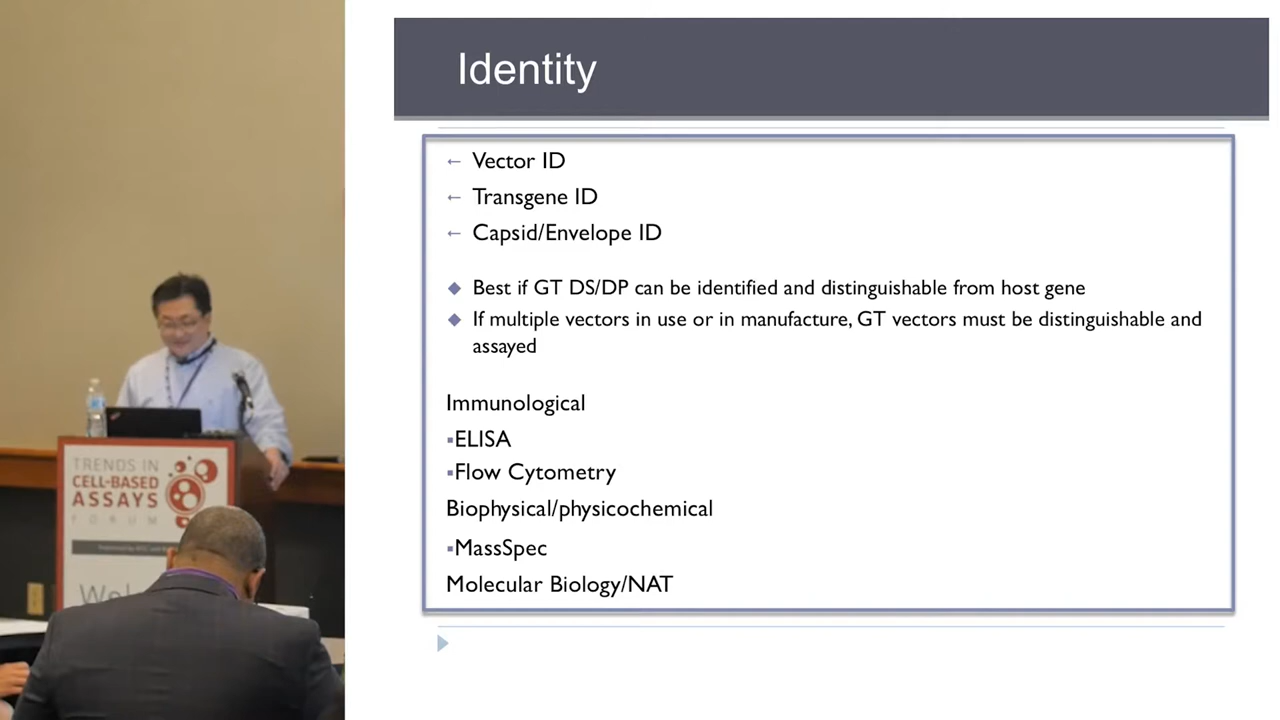 Identity
← Vector ID
← Transgene ID
← Capsid/Envelope ID
◆ Best if GT DS/DP can be identified and distinguishable from host gene
◆ If multiple vectors in use or in manufacture, GT vectors must be distinguishable and
assayed
Immunological
▪ELISA
▪Flow Cytometry
Biophysical/physicochemical
▪MassSpec
Molecular Biology/NAT
TRENDS IN
CELL-BASED
ASSAYS
FORUM